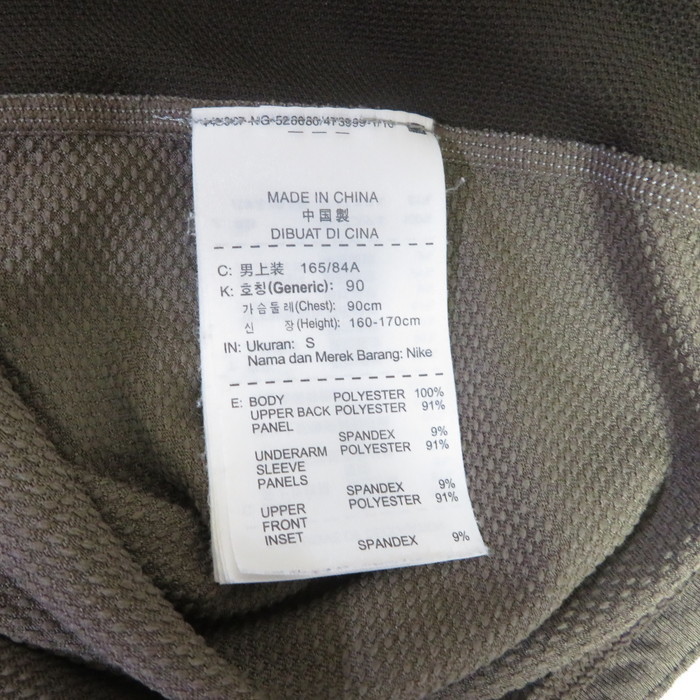 MADE IN CHINA
中国製
DIBUAT DI CINA
C: 男上装 165/84A
K: 호칭(Generic): 90
가슴둘레(Chest): 90cm
신 장(Height): 160-170cm
IN: Ukuran: S
Nama dan Merek Barang: Nike
E: BODY POLYESTER 100%
UPPER BACK POLYESTER 91%
PANEL
SPANDEX 9%
UNDERARM POLYESTER 91%
SLEEVE
PANELS
SPANDEX 9%
UPPER POLYESTER 91%
FRONT
INSET SPANDEX 9%